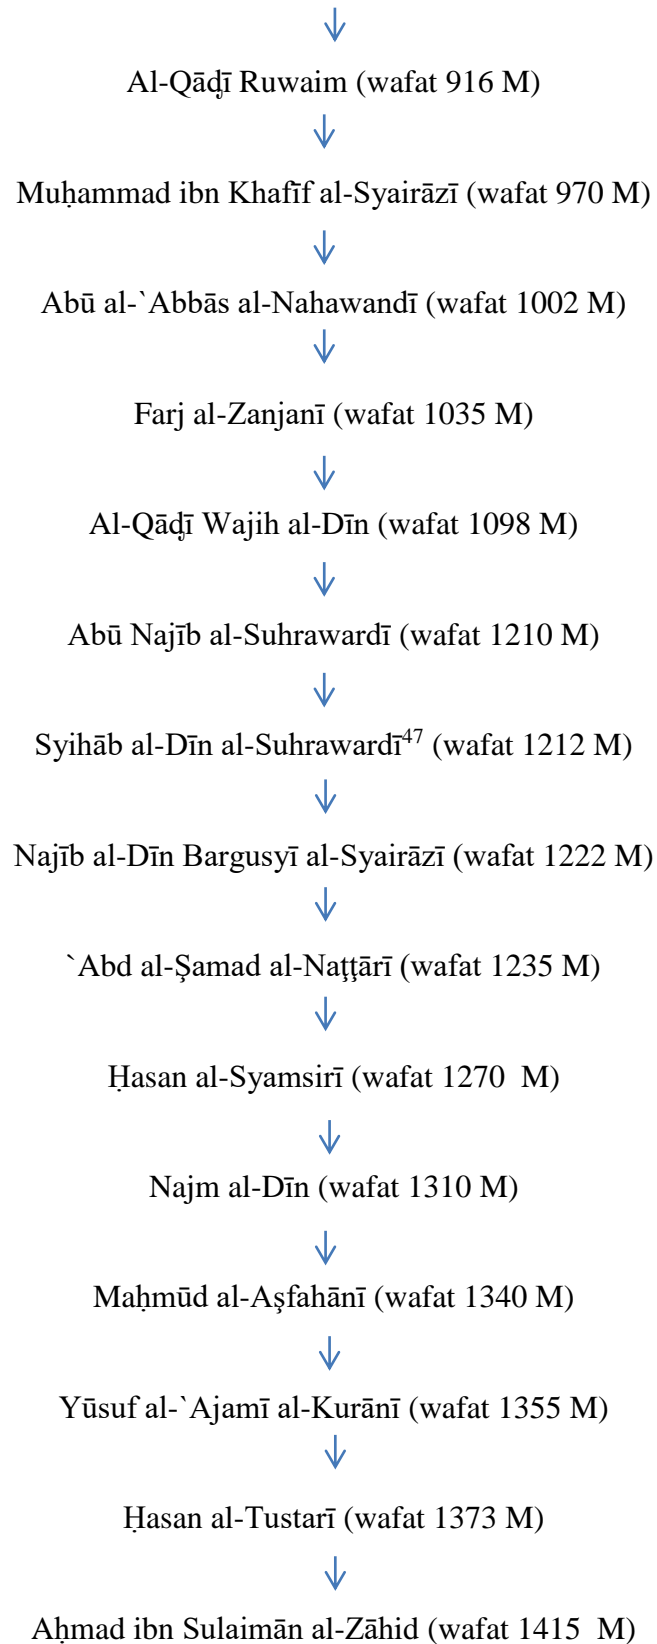 Al-Qāḍī Ruwaim (wafat 916 M)
Muḥammad ibn Khafīf al-Syairāzī (wafat 970 M)
Abū al-`Abbās al-Nahawandī (wafat 1002 M)
Farj al-Zanjanī (wafat 1035 M)
Al-Qāḍī Wajih al-Dīn (wafat 1098 M)
Abū Najīb al-Suhrawardī (wafat 1210 M)
Syihāb al-Dīn al-Suhrawardī⁴⁷ (wafat 1212 M)
Najīb al-Dīn Bargusyī al-Syairāzī (wafat 1222 M)
`Abd al-Şamad al-Naţţārī (wafat 1235 M)
Ḥasan al-Syamsirī (wafat 1270  M)
Najm al-Dīn (wafat 1310 M)
Maḥmūd al-Aşfahānī (wafat 1340 M)
Yūsuf al-`Ajamī al-Kurānī (wafat 1355 M)
Ḥasan al-Tustarī (wafat 1373 M)
Aḥmad ibn Sulaimān al-Zāhid (wafat 1415  M)